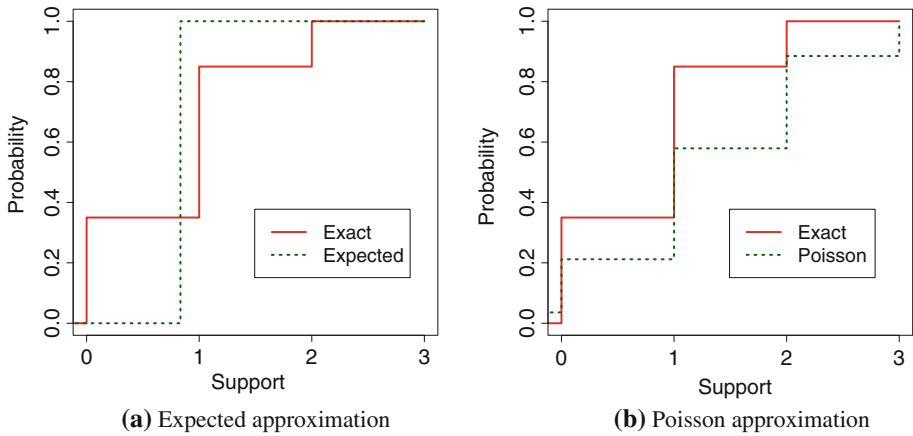 Probability
0.0 0.2 0.4 0.6 0.8 1.0
Exact
Expected
0 1 2 3
Support
(a) Expected approximation
Probability
0.0 0.2 0.4 0.6 0.8 1.0
Exact
Poisson
0 1 2 3
Support
(b) Poisson approximation